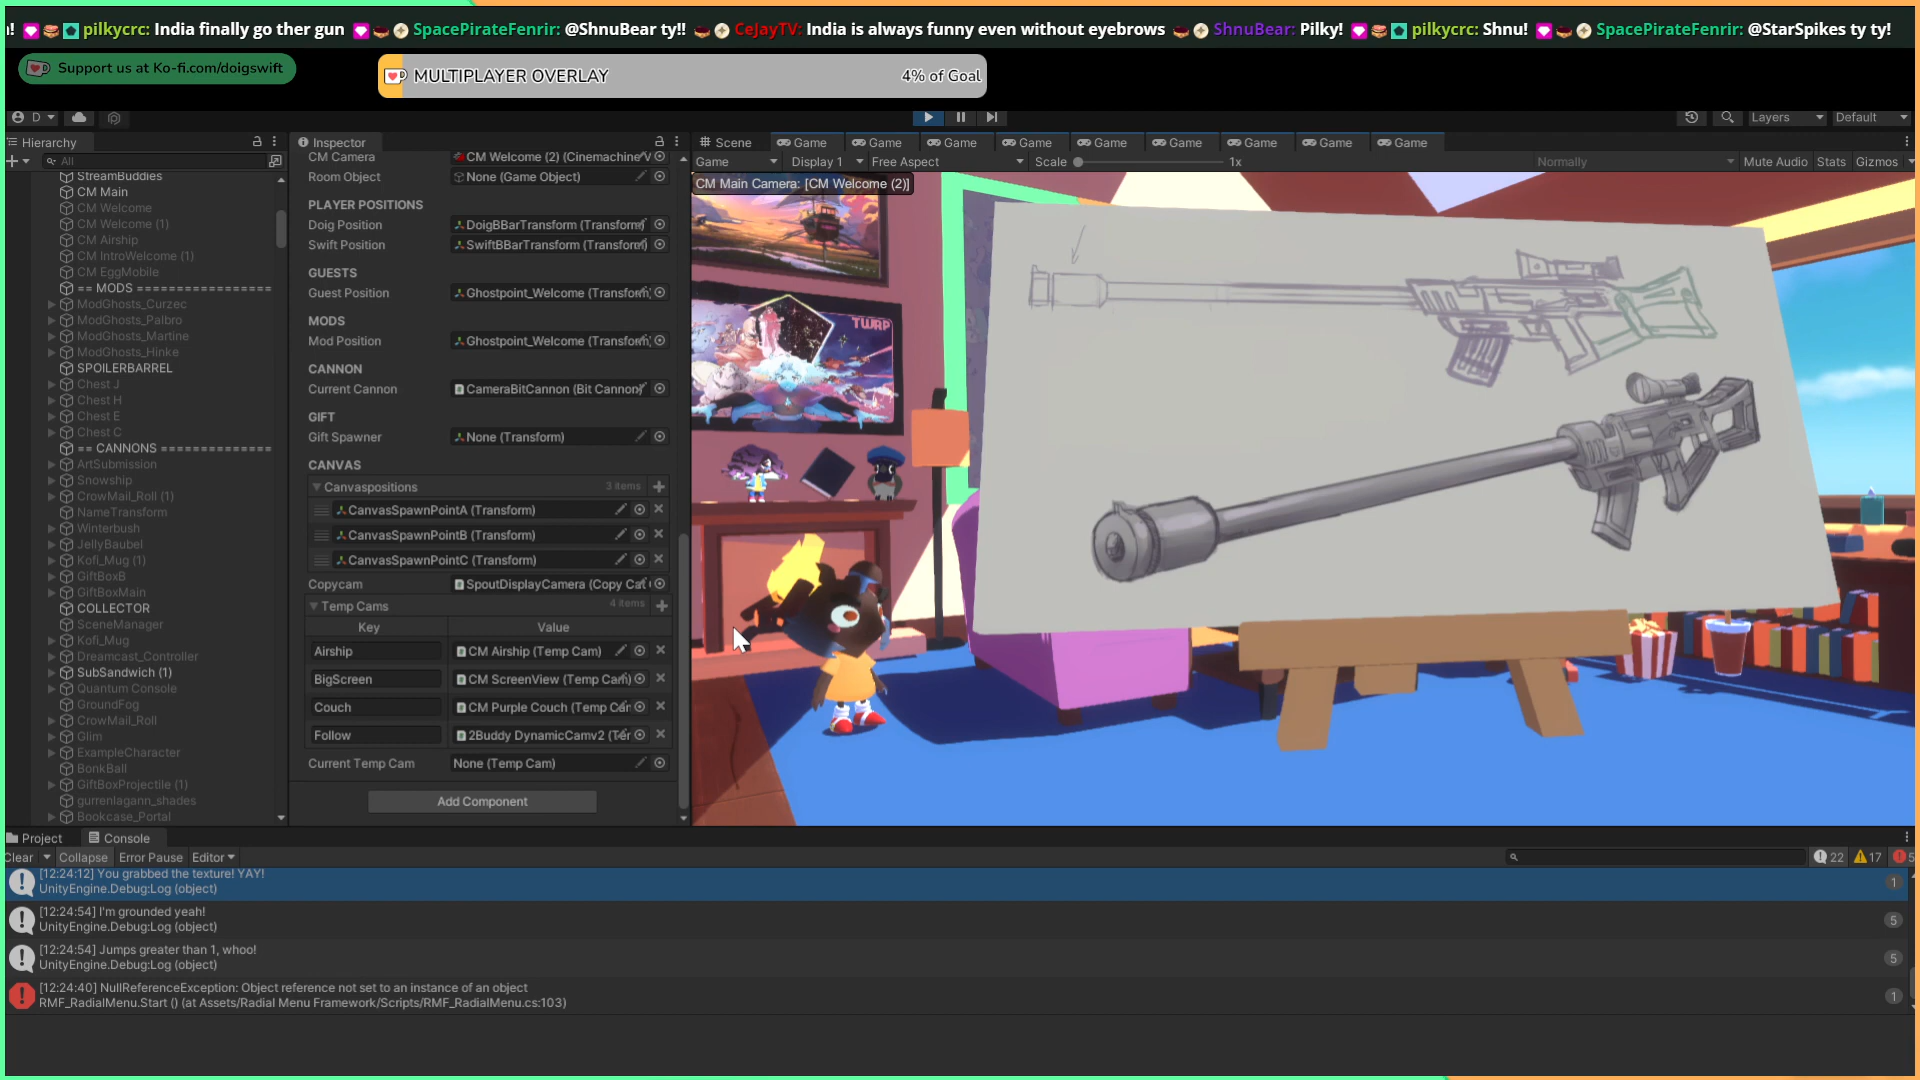 ! pilkycrc: India finally go ther gun SpacePirateFenrir: @ShnuBear ty!! CeJayTV: India is always funny even without eyebrows ShnuBear: Pilky! pilkycrc: Shnu! SpacePirateFenrir: @StarSpikes ty ty!
Support us at Ko-fi.com/doigswift
MULTIPLAYER OVERLAY 4% of Goal
D Layers Default
Hierarchy
All
StreamBuddies
CM Main
CM Welcome
CM Welcome (1)
CM Airship
CM IntroWelcome (1)
CM EggMobile
== MODS ================
ModGhosts_Curzec
ModGhosts_Palbro
ModGhosts_Martine
ModGhosts_Hinke
SPOILERBARREL
Chest J
Chest H
Chest E
Chest C
== CANNONS =============
ArtSubmission
Snowship
CrowMail_Roll (1)
NameTransform
Winterbush
JellyBaubel
Kofi_Mug (1)
GiftBoxB
GiftBoxMain
COLLECTOR
SceneManager
Kofi_Mug
Dreamcast_Controller
SubSandwich (1)
Quantum Console
GroundFog
CrowMail_Roll
Glim
ExampleCharacter
BonkBall
GiftBoxProjectile (1)
gurrenlagann_shades
Bookcase_Portal
Inspector
CM Camera CM Welcome (2) (CinemachineV
Room Object None (Game Object)
PLAYER POSITIONS
Doig Position DoigBBarTransform (Transform)
Swift Position SwiftBBarTransform (Transform)
GUESTS
Guest Position Ghostpoint_Welcome (Transform)
MODS
Mod Position Ghostpoint_Welcome (Transform)
CANNON
Current Cannon CameraBitCannon (Bit Cannon)
GIFT
Gift Spawner None (Transform)
CANVAS
Canvaspositions 3 items
CanvasSpawnPointA (Transform)
CanvasSpawnPointB (Transform)
CanvasSpawnPointC (Transform)
Copycam SpoutDisplayCamera (Copy Cat
Temp Cams 4 items
Key Value
Airship CM Airship (Temp Cam)
BigScreen CM ScreenView (Temp Cam)
Couch CM Purple Couch (Temp Car
Follow 2Buddy DynamicCamv2 (Ter
Current Temp Cam None (Temp Cam)
Add Component
Scene Game Game Game Game Game Game Game Game Game
Game Display 1 Free Aspect Scale 1x Normally Mute Audio Stats Gizmos
CM Main Camera: [CM Welcome (2)]
TWRP
Project Console
Clear Collapse Error Pause Editor 22 17 5
[12:24:12] You grabbed the texture! YAY!
UnityEngine.Debug:Log (object) 1
[12:24:54] I'm grounded yeah!
UnityEngine.Debug:Log (object) 5
[12:24:54] Jumps greater than 1, whoo!
UnityEngine.Debug:Log (object) 5
[12:24:40] NullReferenceException: Object reference not set to an instance of an object
RMF_RadialMenu.Start () (at Assets/Radial Menu Framework/Scripts/RMF_RadialMenu.cs:103) 1